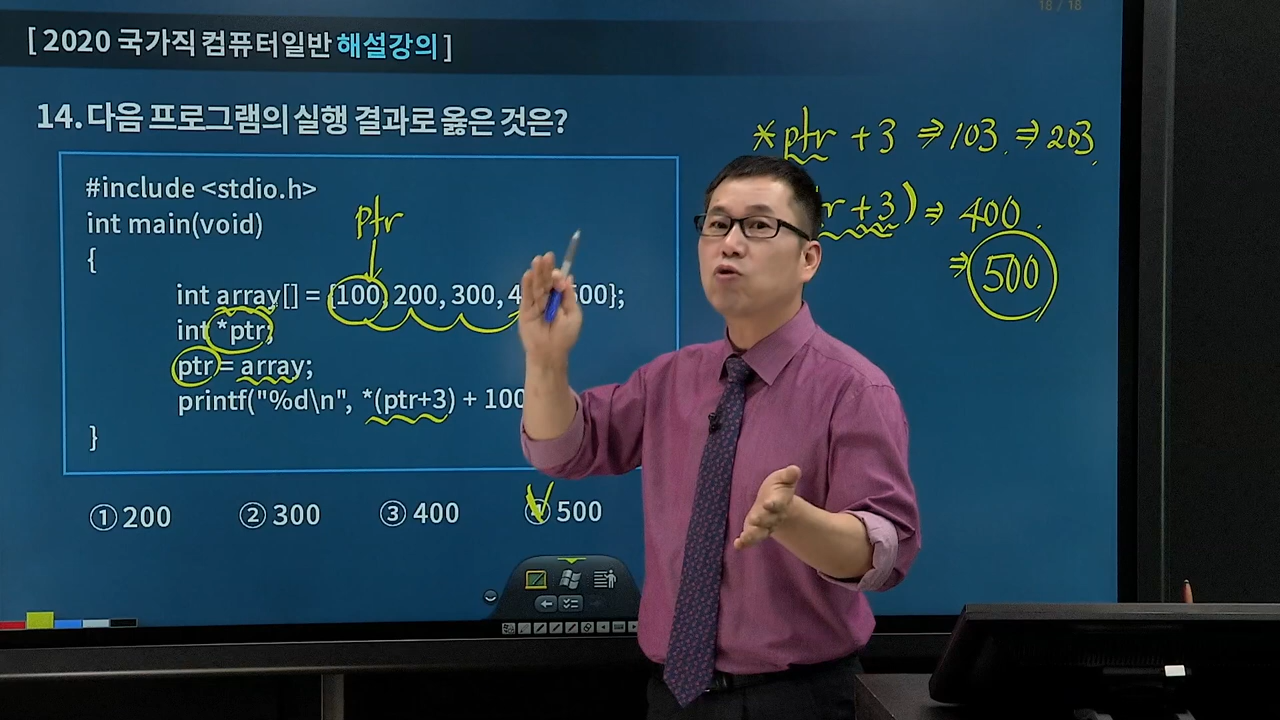 18 / 18
[ 2020 국가직 컴퓨터일반 해설강의 ]
14. 다음 프로그램의 실행 결과로 옳은 것은?
#include <stdio.h>
int main(void)
{
ptr
int array[] = {100, 200, 300, 4 500};
int *ptr;
ptr = array;
printf("%d\n", *(ptr+3) + 100
}
① 200 ② 300 ③ 400 ④ 500
*ptr + 3 ⇒ 103. ⇒ 203.
r + 3) ⇒ 400.
⇒ 500